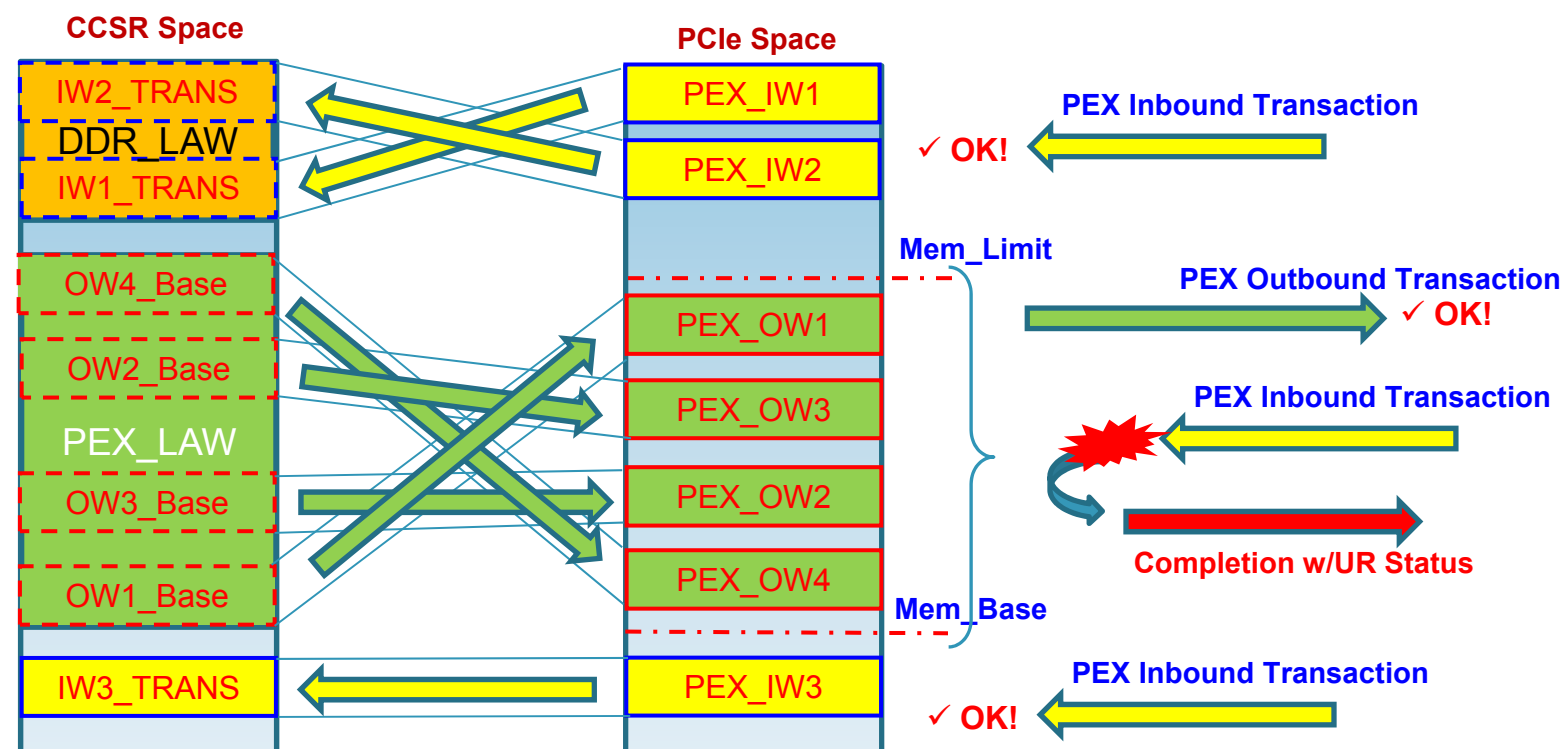 CCSR Space
IW2_TRANS
DDR_LAW
IW1_TRANS
OW4_Base
OW2_Base
PEX_LAW
OW3_Base
OW1_Base
IW3_TRANS
PCIe Space
PEX_IW1
PEX_IW2
PEX_OW1
PEX_OW3
PEX_OW2
PEX_OW4
PEX_IW3
Mem_Limit
Mem_Base
PEX Inbound Transaction
✓ OK!
PEX Outbound Transaction
✓ OK!
PEX Inbound Transaction
Completion w/UR Status
PEX Inbound Transaction
✓ OK!